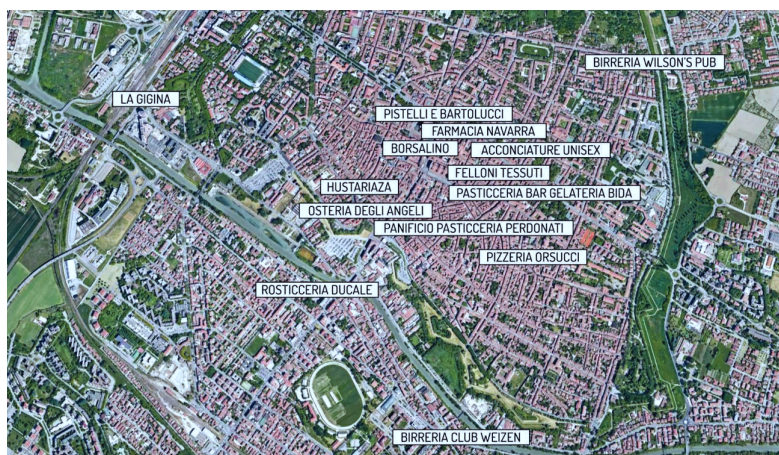 BIRRERIA WILSON'S PUB
LA GIGINA
PISTELLI E BARTOLUCCI
FARMACIA NAVARRA
BORSALINO
ACCONCIATURE UNISEX
FELLONI TESSUTI
HUSTARIAZA
PASTICCERIA BAR GELATERIA BIDA
OSTERIA DEGLI ANGELI
PANIFICIO PASTICCERIA PERDONATI
PIZZERIA ORSUCCI
ROSTICCERIA DUCALE
BIRRERIA CLUB WEIZEN